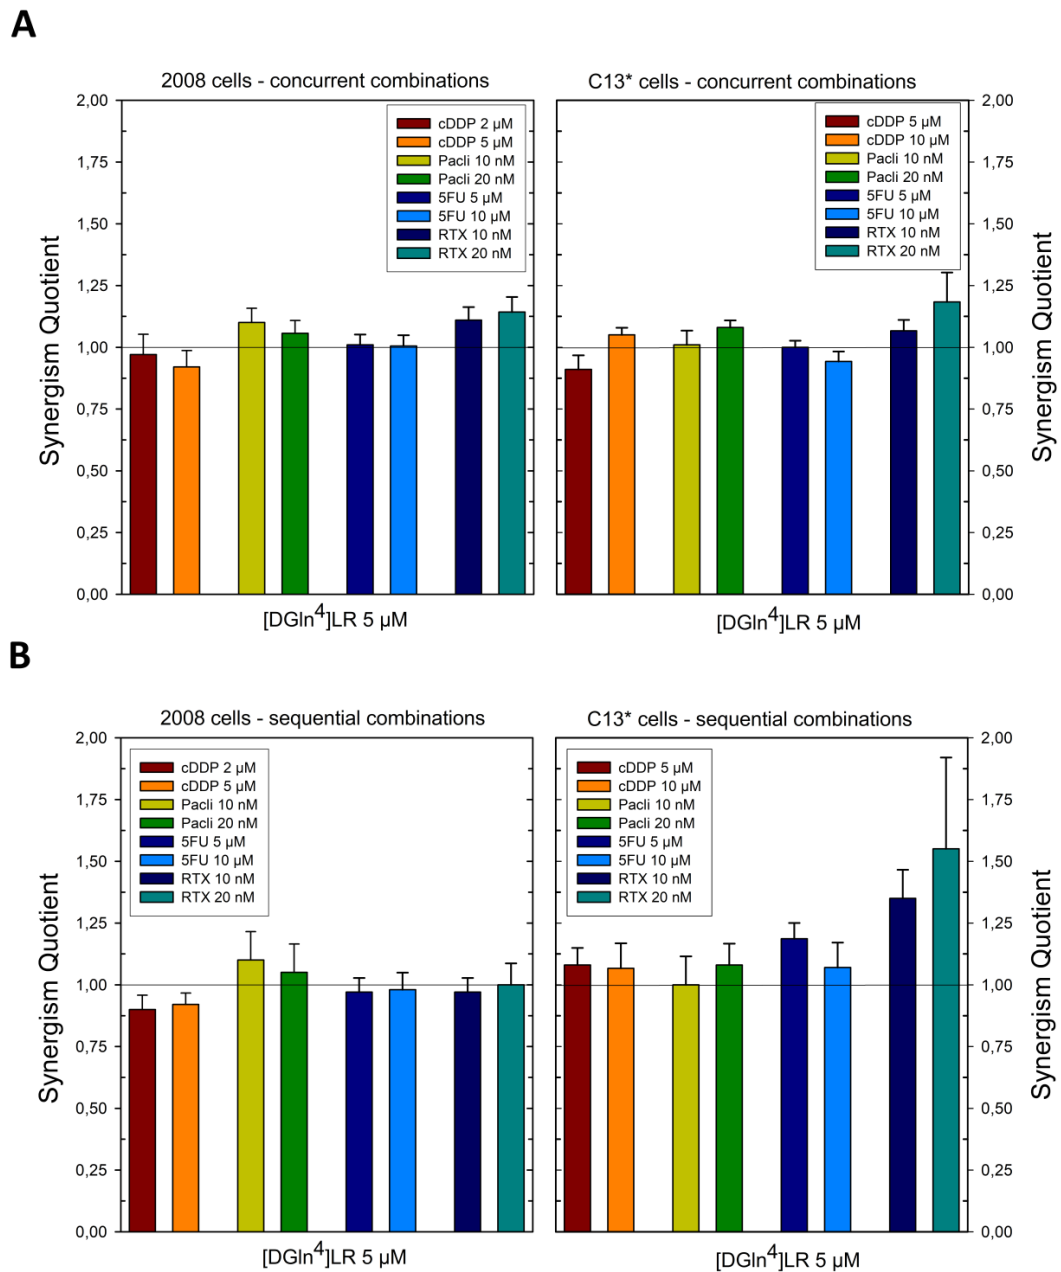 A
2008 cells - concurrent combinations
C13* cells - concurrent combinations
Synergism Quotient
2,00
1,75
1,50
1,25
1,00
0,75
0,50
0,25
0,00
cDDP 2 µM
cDDP 5 µM
Pacli 10 nM
Pacli 20 nM
5FU 5 µM
5FU 10 µM
RTX 10 nM
RTX 20 nM
[DGln4]LR 5 µM
cDDP 5 µM
cDDP 10 µM
Pacli 10 nM
Pacli 20 nM
5FU 5 µM
5FU 10 µM
RTX 10 nM
RTX 20 nM
[DGln4]LR 5 µM
2,00
1,75
1,50
1,25
1,00
0,75
0,50
0,25
0,00
Synergism Quotient
B
2008 cells - sequential combinations
C13* cells - sequential combinations
Synergism Quotient
2,00
1,75
1,50
1,25
1,00
0,75
0,50
0,25
0,00
cDDP 2 µM
cDDP 5 µM
Pacli 10 nM
Pacli 20 nM
5FU 5 µM
5FU 10 µM
RTX 10 nM
RTX 20 nM
[DGln4]LR 5 µM
cDDP 5 µM
cDDP 10 µM
Pacli 10 nM
Pacli 20 nM
5FU 5 µM
5FU 10 µM
RTX 10 nM
RTX 20 nM
[DGln4]LR 5 µM
2,00
1,75
1,50
1,25
1,00
0,75
0,50
0,25
0,00
Synergism Quotient